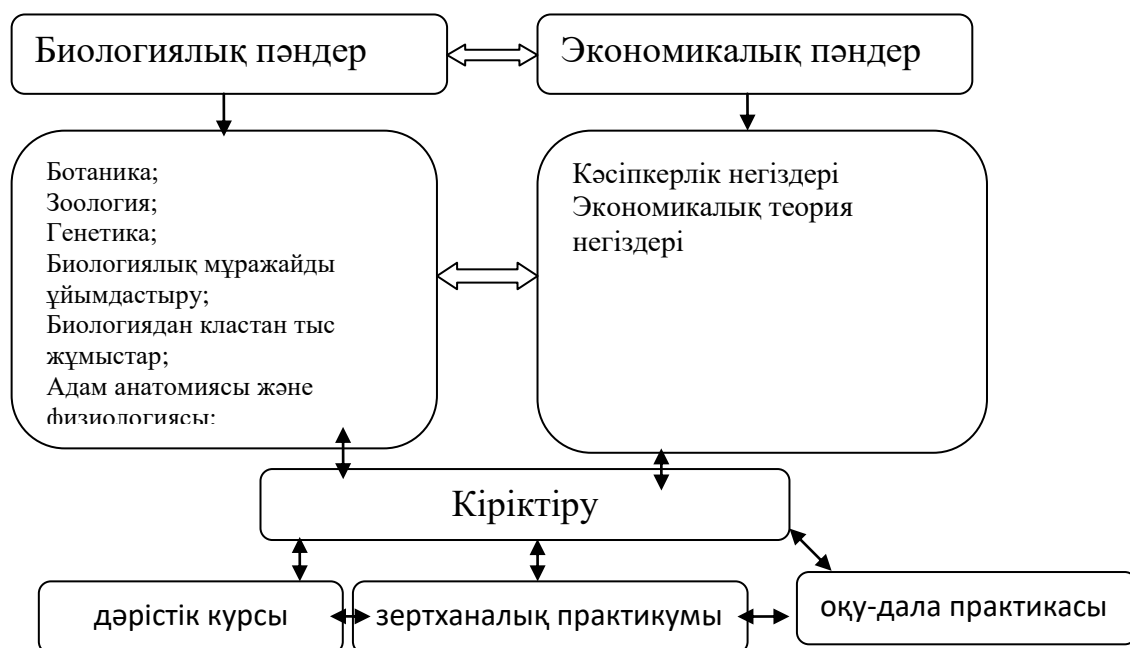 Биологиялық пәндер
Экономикалық пәндер
Ботаника;
Зоология;
Генетика;
Биологиялық мұражайды
ұйымдастыру;
Биологиядан кластан тыс
жұмыстар;
Адам анатомиясы және
физиологиясы;
Кәсіпкерлік негіздері
Экономикалық теория
негіздері
Кіріктіру
дәрістік курсы
зертханалық практикумы
оқу-дала практикасы